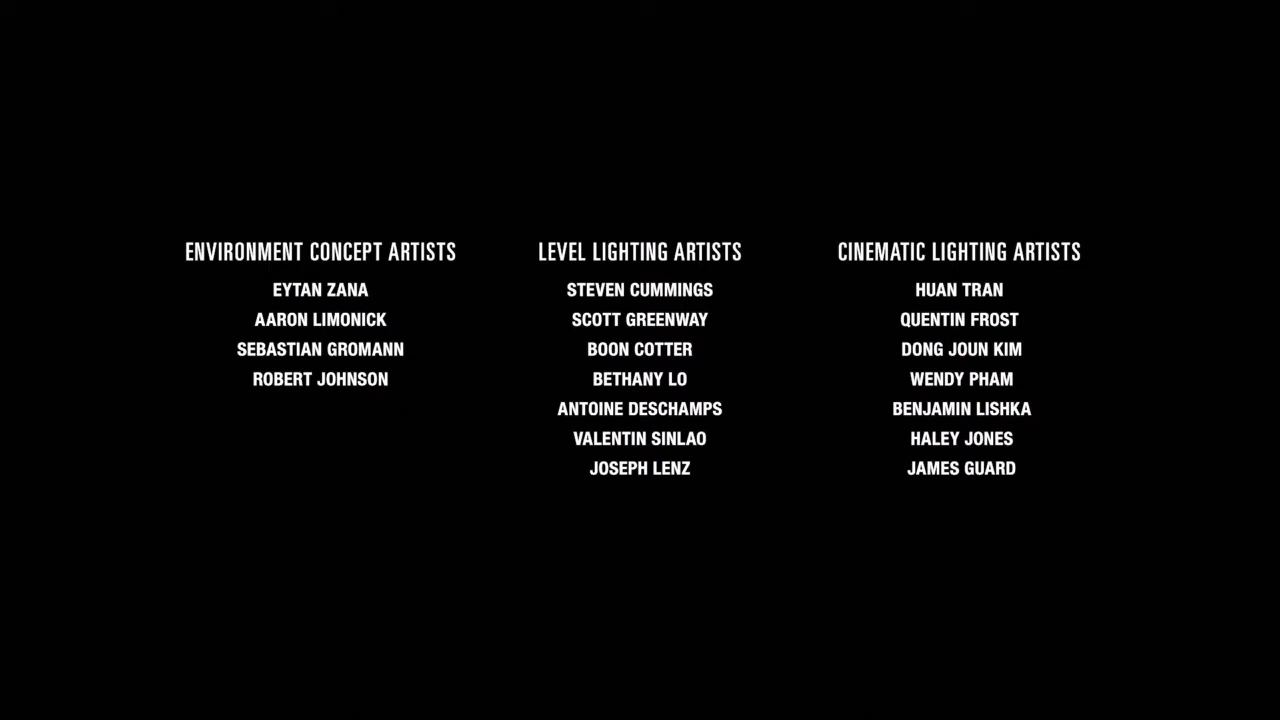 ENVIRONMENT CONCEPT ARTISTS
EYTAN ZANA
AARON LIMONICK
SEBASTIAN GROMANN
ROBERT JOHNSON
LEVEL LIGHTING ARTISTS
STEVEN CUMMINGS
SCOTT GREENWAY
BOON COTTER
BETHANY LO
ANTOINE DESCHAMPS
VALENTIN SINLAO
JOSEPH LENZ
CINEMATIC LIGHTING ARTISTS
HUAN TRAN
QUENTIN FROST
DONG JOUN KIM
WENDY PHAM
BENJAMIN LISHKA
HALEY JONES
JAMES GUARD